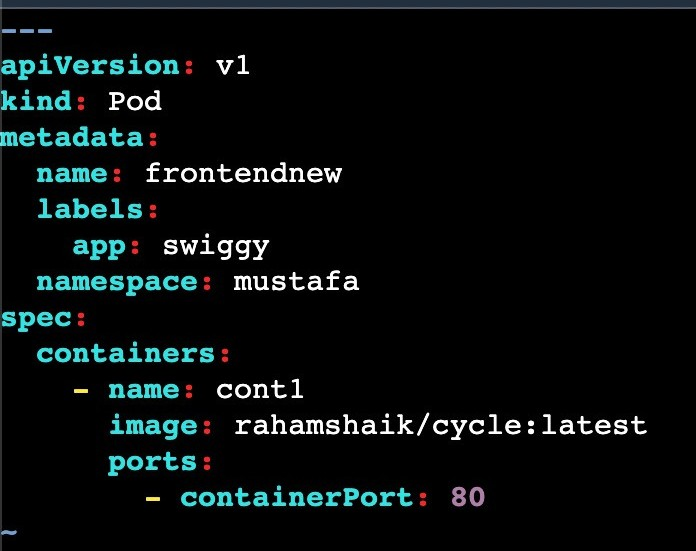 ---
apiVersion: v1
kind: Pod
metadata:
  name: frontendnew
  labels:
    app: swiggy
  namespace: mustafa
spec:
  containers:
    - name: cont1
      image: rahamshaik/cycle:latest
      ports:
        - containerPort: 80
~